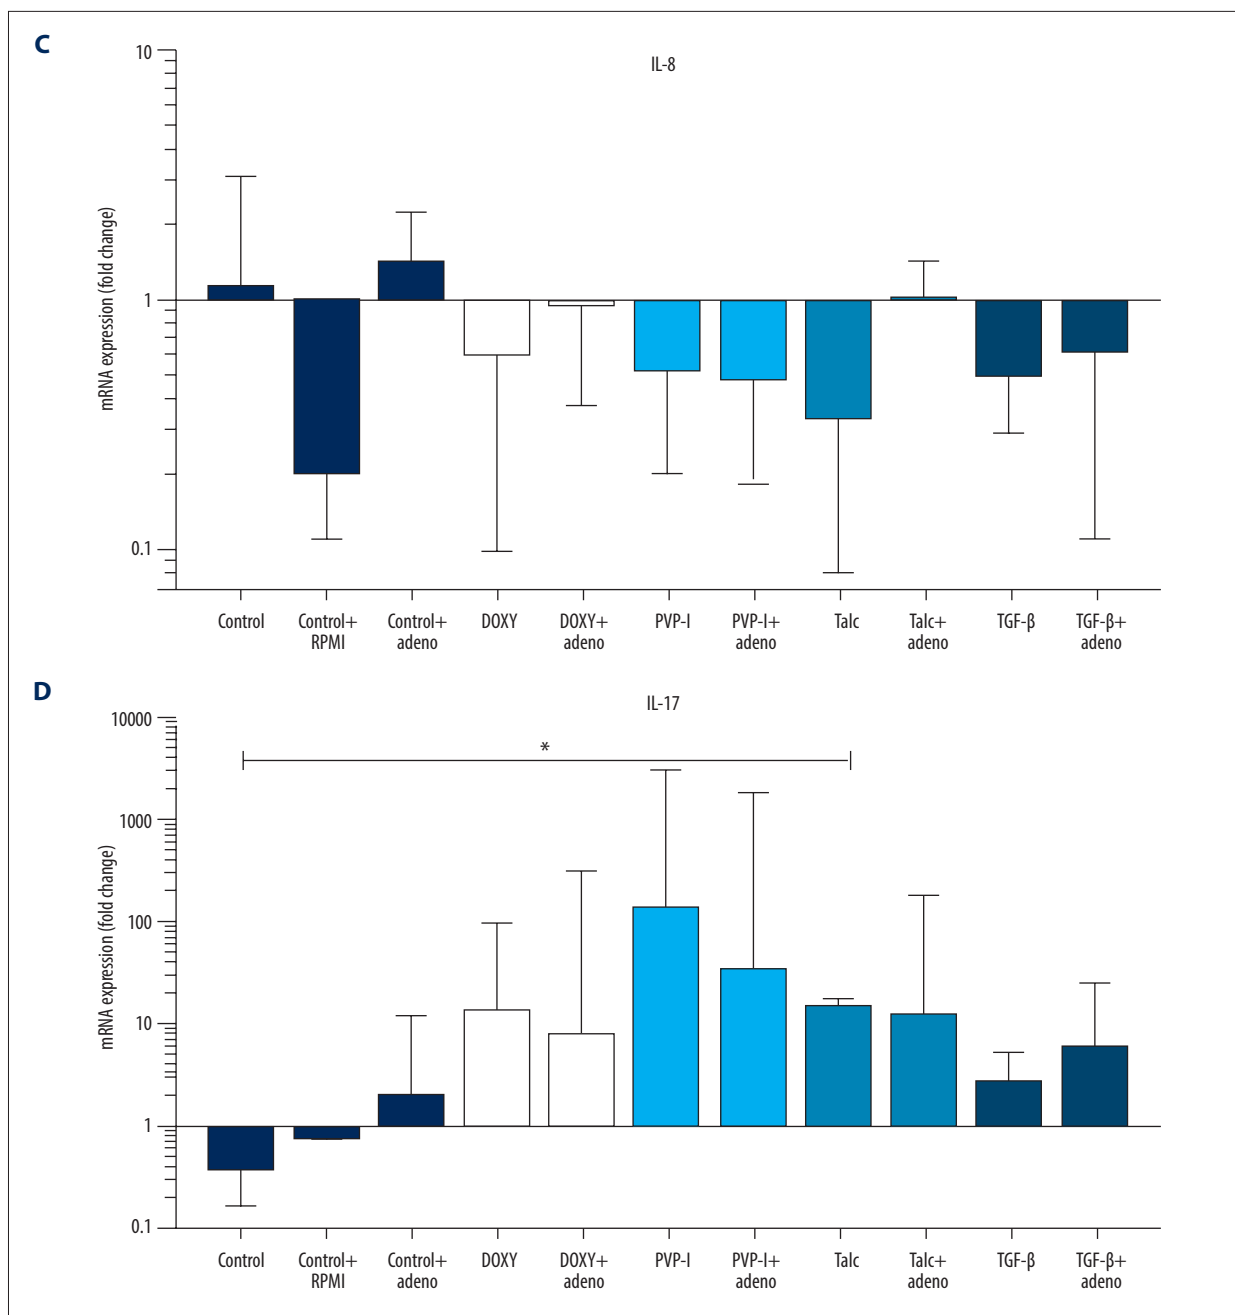 C
IL-8
mRNA expression (fold change)
10
1
0.1
Control
Control+
RPMI
Control+
adeno
DOXY
DOXY+
adeno
PVP-I
PVP-I+
adeno
Talc
Talc+
adeno
TGF-β
TGF-β+
adeno
D
IL-17
mRNA expression (fold change)
10000
1000
100
10
1
0.1
*
Control
Control+
RPMI
Control+
adeno
DOXY
DOXY+
adeno
PVP-I
PVP-I+
adeno
Talc
Talc+
adeno
TGF-β
TGF-β+
adeno